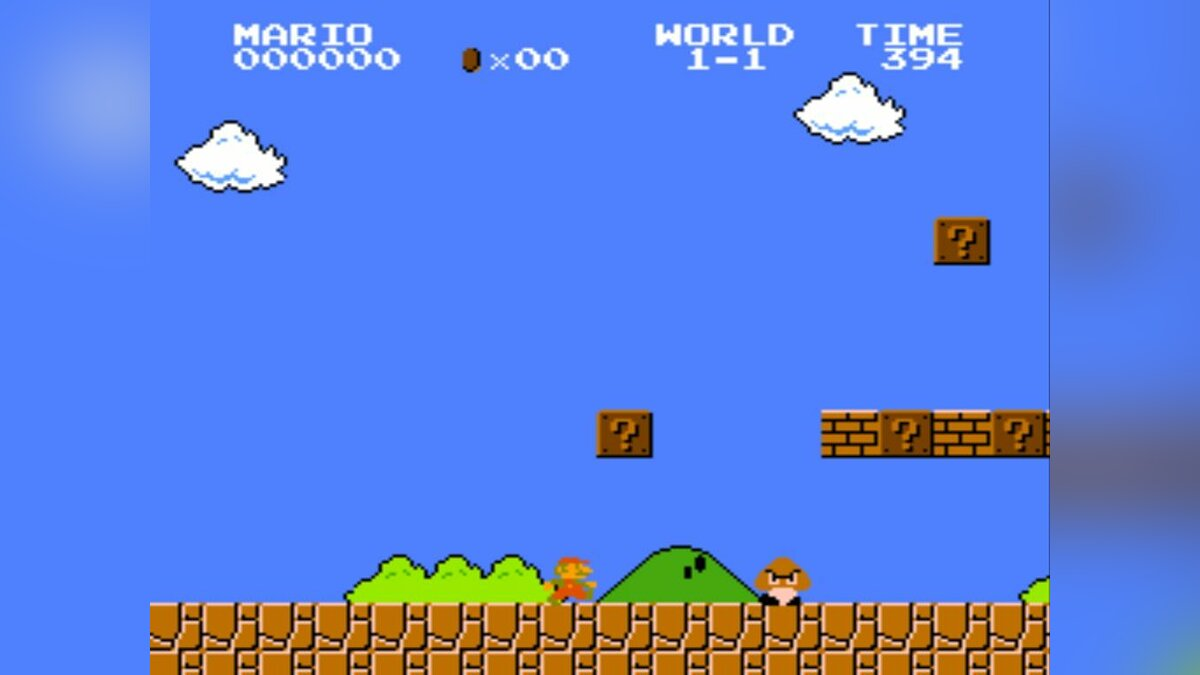 MARIO WORLD TIME
000000 ×00 1-1 394
?
? ? ?